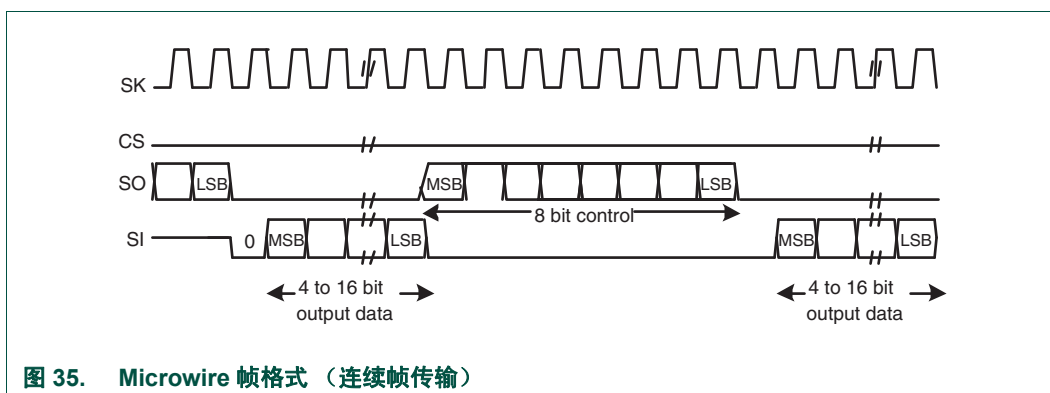 SK
CS
SO LSB MSB LSB
8 bit control
SI 0 MSB LSB MSB LSB
4 to 16 bit 4 to 16 bit
output data output data
图 35. Microwire 帧格式 （连续帧传输）